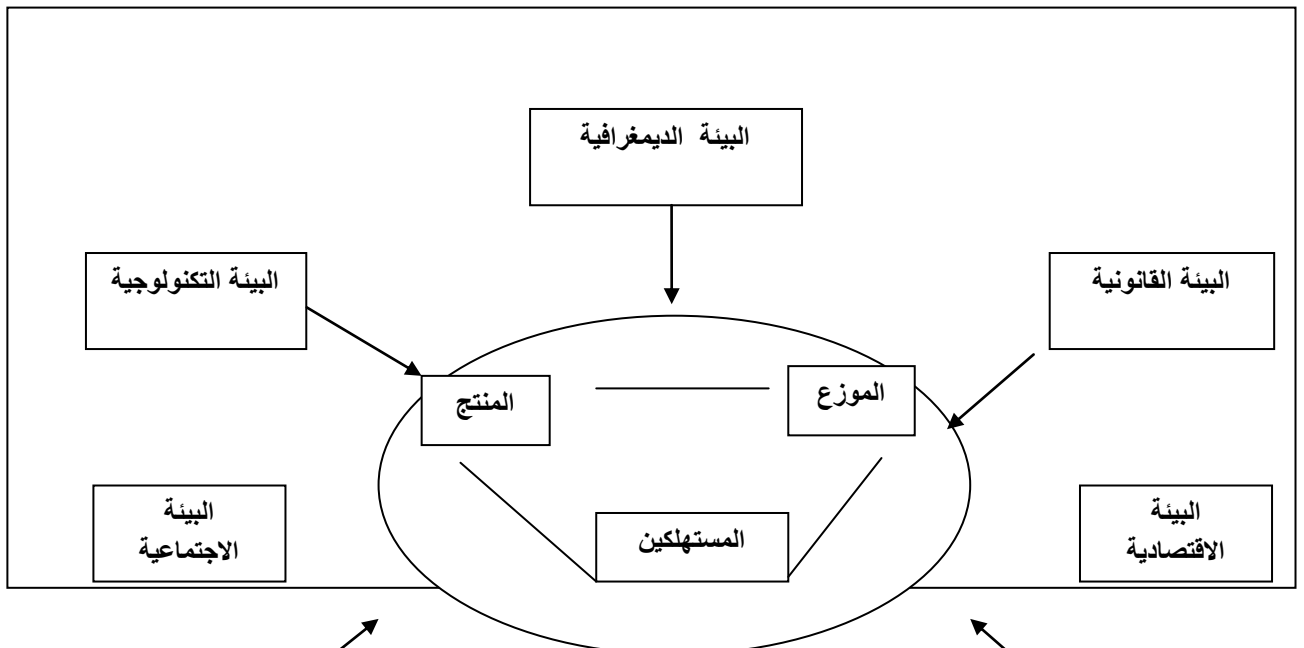 البيئة الديمغرافية
البيئة القانونية
البيئة التكنولوجية
الموزع
المنتج
البيئة
الاقتصادية
المستهلكين
البيئة
الاجتماعية